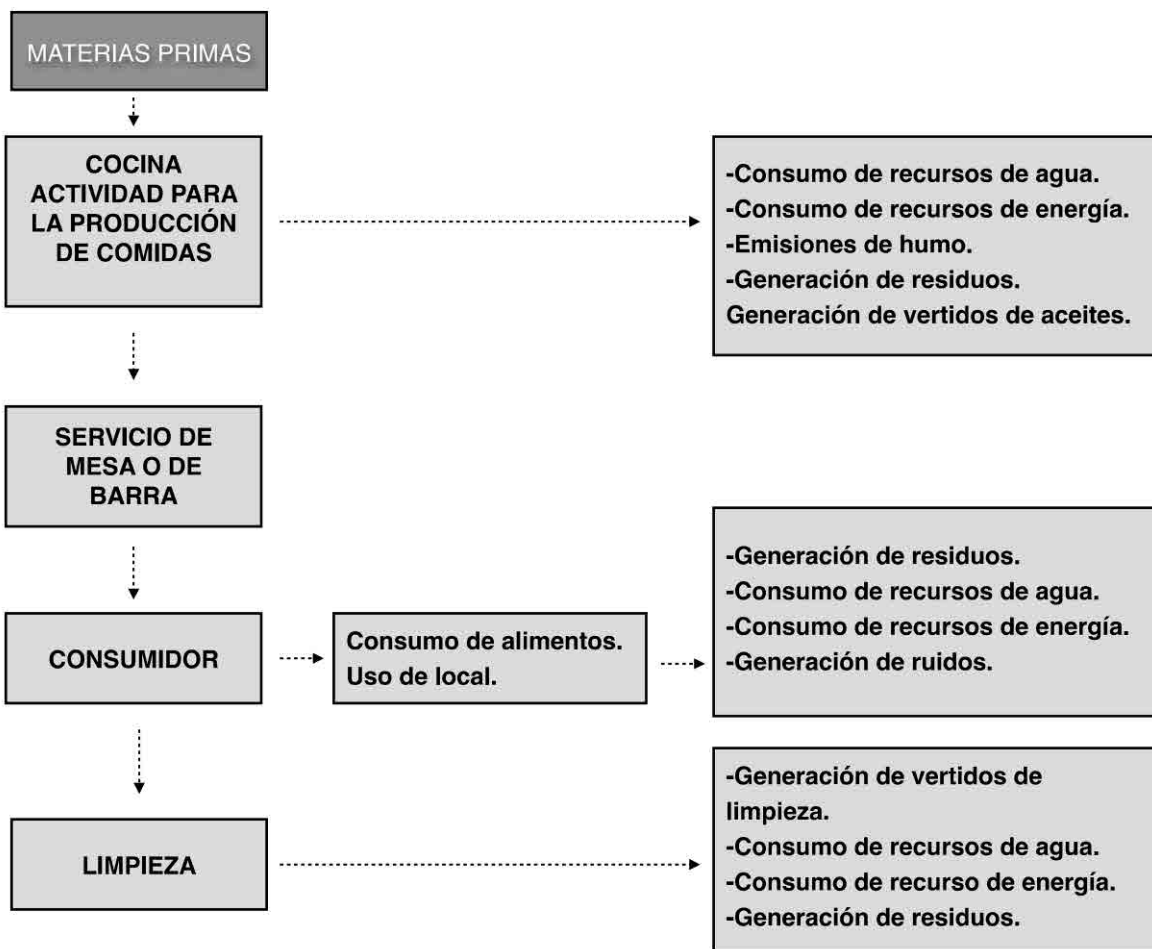 MATERIAS PRIMAS
COCINA
ACTIVIDAD PARA
LA PRODUCCIÓN
DE COMIDAS
-Consumo de recursos de agua.
-Consumo de recursos de energía.
-Emisiones de humo.
-Generación de residuos.
Generación de vertidos de aceites.
SERVICIO DE
MESA O DE
BARRA
CONSUMIDOR
Consumo de alimentos.
Uso de local.
-Generación de residuos.
-Consumo de recursos de agua.
-Consumo de recursos de energía.
-Generación de ruidos.
LIMPIEZA
-Generación de vertidos de
limpieza.
-Consumo de recursos de agua.
-Consumo de recurso de energía.
-Generación de residuos.